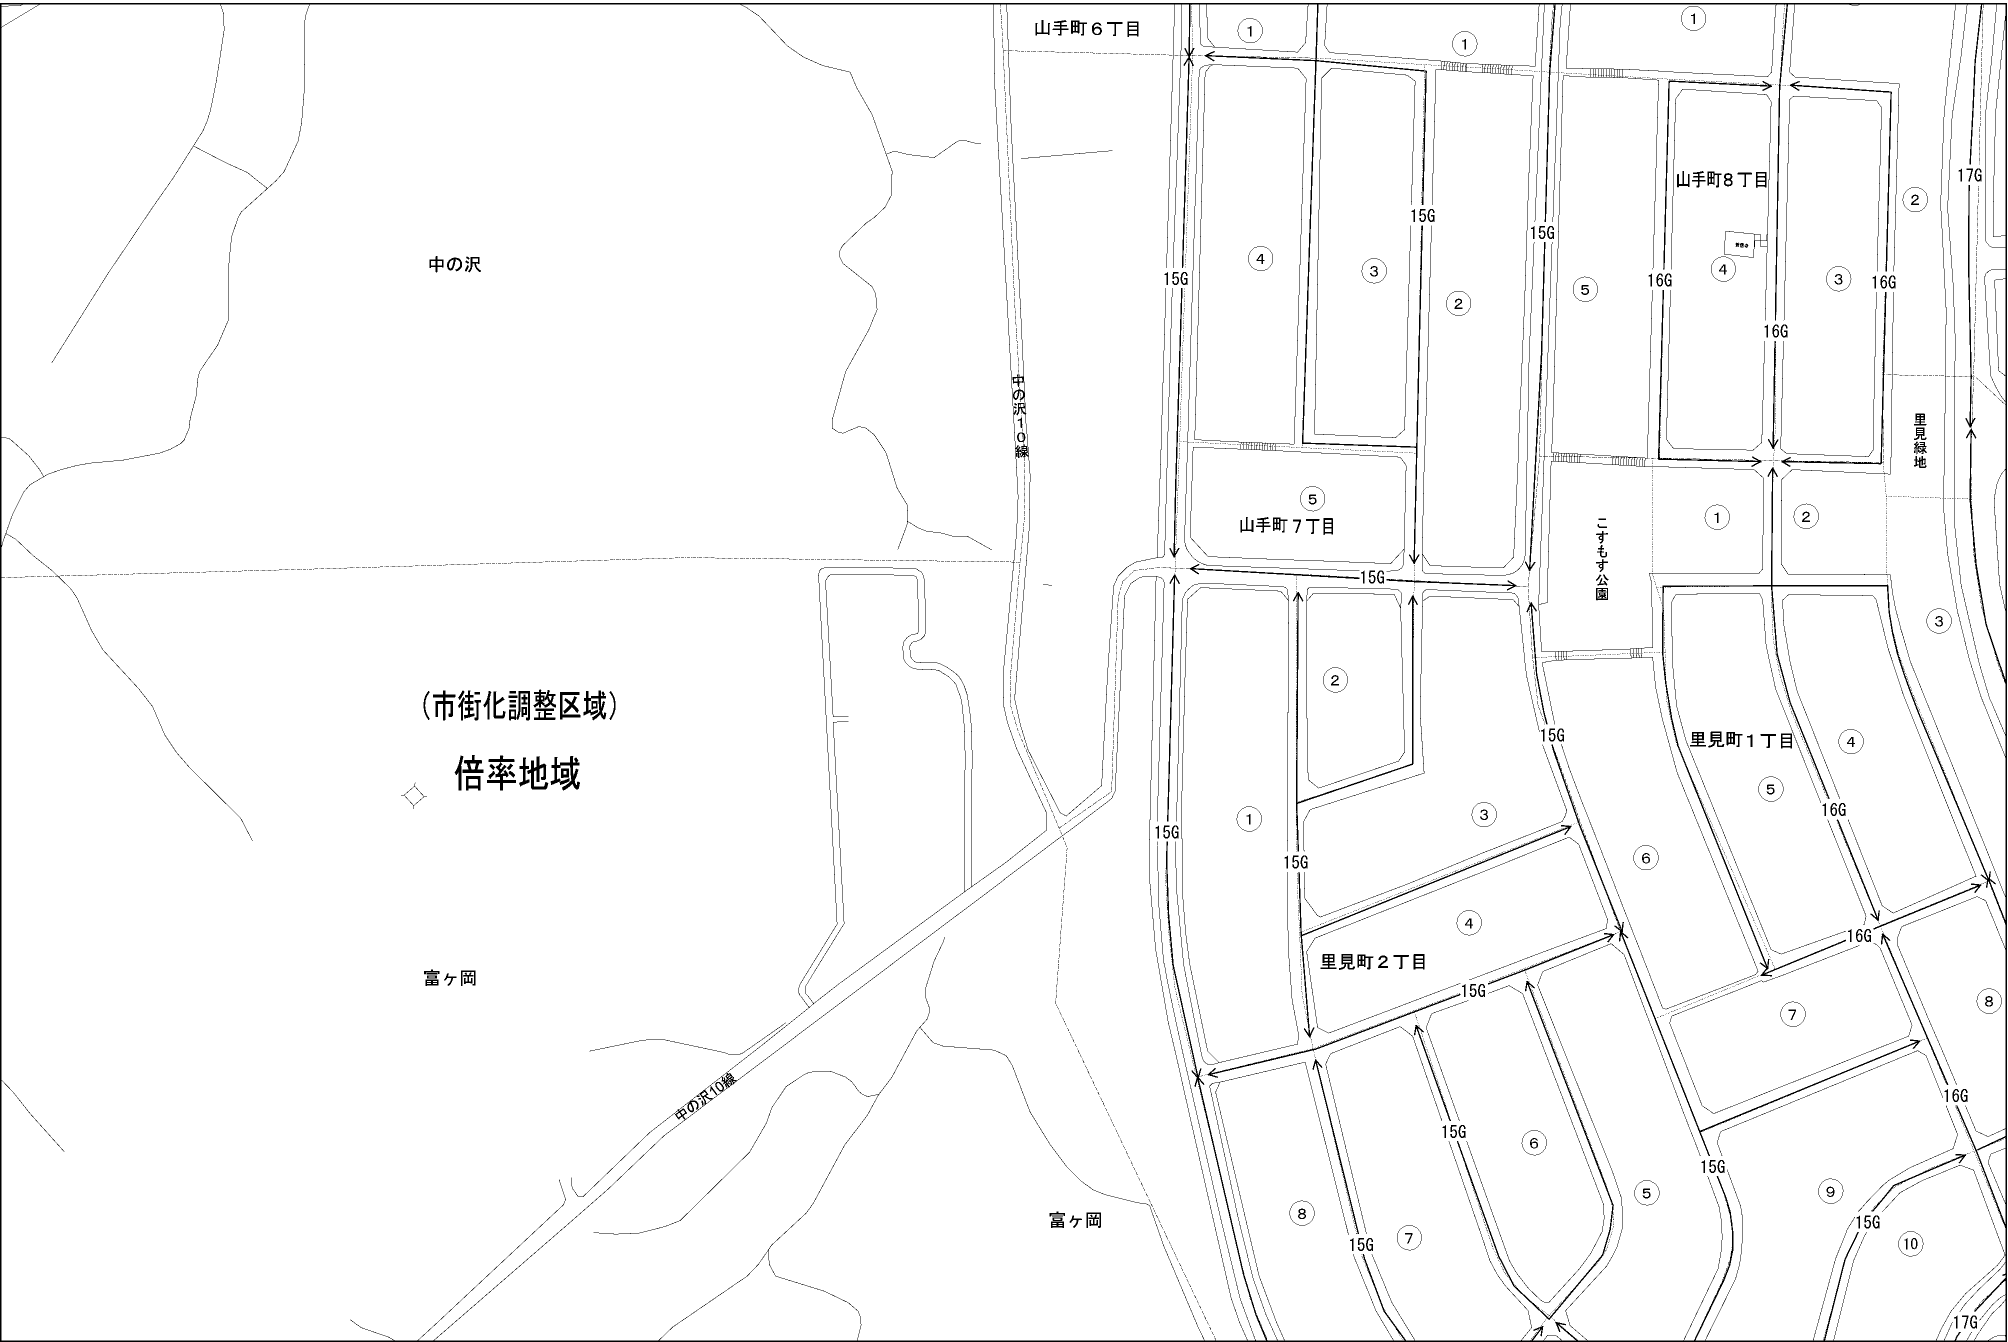 山手町６丁目
①
①
①
17G
山手町８丁目
②
15G
15G
④
③
④
③
中の沢
15G
16G
16G
②
⑤
16G
中の沢１０線
里見緑地
⑤
①
②
山手町７丁目
こすもす公園
15G
③
②
（市街化調整区域）
15G
里見町１丁目
④
倍率地域
⑤
16G
15G
①
③
15G
⑥
④
16G
里見町２丁目
富ヶ岡
15G
⑧
⑦
中の沢10線
16G
15G
⑥
15G
⑤
⑨
富ヶ岡
⑧
15G
⑦
15G
⑩
17G